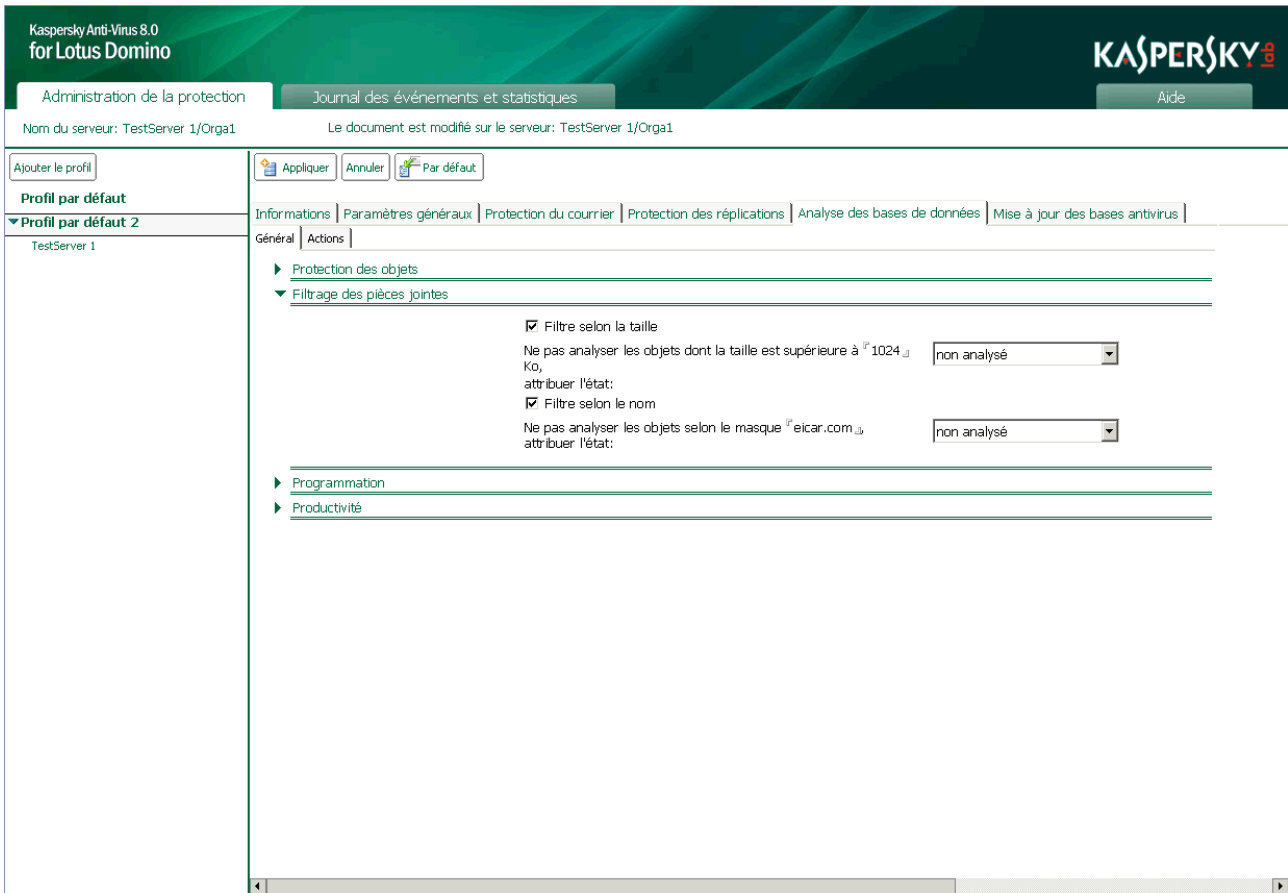 Kaspersky Anti-Virus 8.0
for Lotus Domino
KASPERSKY lab
Administration de la protection
Journal des événements et statistiques
Aide
Nom du serveur: TestServer 1/Orga1
Le document est modifié sur le serveur: TestServer 1/Orga1
Ajouter le profil
Appliquer
Annuler
Par défaut
Profil par défaut
Profil par défaut 2
TestServer 1
Informations
Paramètres généraux
Protection du courrier
Protection des réplications
Analyse des bases de données
Mise à jour des bases antivirus
Général
Actions
Protection des objets
Filtrage des pièces jointes
Filtre selon la taille
Ne pas analyser les objets dont la taille est supérieure à 1024
Ko,
attribuer l'état:
non analysé
Filtre selon le nom
Ne pas analyser les objets selon le masque eicar.com ,
attribuer l'état:
non analysé
Programmation
Productivité